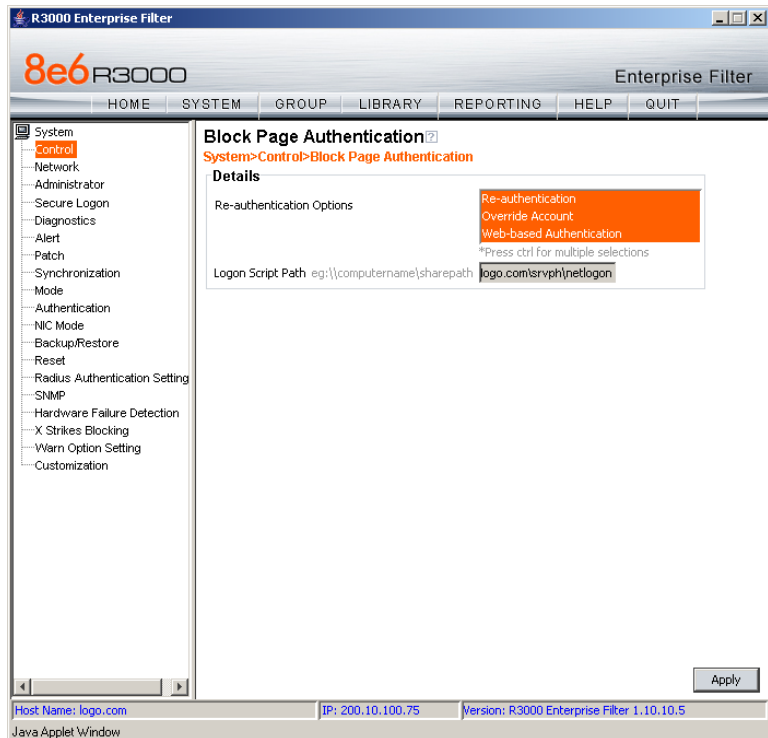 R3000 Enterprise Filter
8e6 R3000
Enterprise Filter
HOME SYSTEM GROUP LIBRARY REPORTING HELP QUIT
System
Control
Network
Administrator
Secure Logon
Diagnostics
Alert
Patch
Synchronization
Mode
Authentication
NIC Mode
Backup/Restore
Reset
Radius Authentication Setting
SNMP
Hardware Failure Detection
X Strikes Blocking
Warn Option Setting
Customization
Block Page Authentication ?
System>Control>Block Page Authentication
Details
Re-authentication Options
Re-authentication
Override Account
Web-based Authentication
*Press ctrl for multiple selections
Logon Script Path eg:\\computername\sharepath logo.com\srvph\netlogon
Apply
Host Name: logo.com IP: 200.10.100.75 Version: R3000 Enterprise Filter 1.10.10.5
Java Applet Window